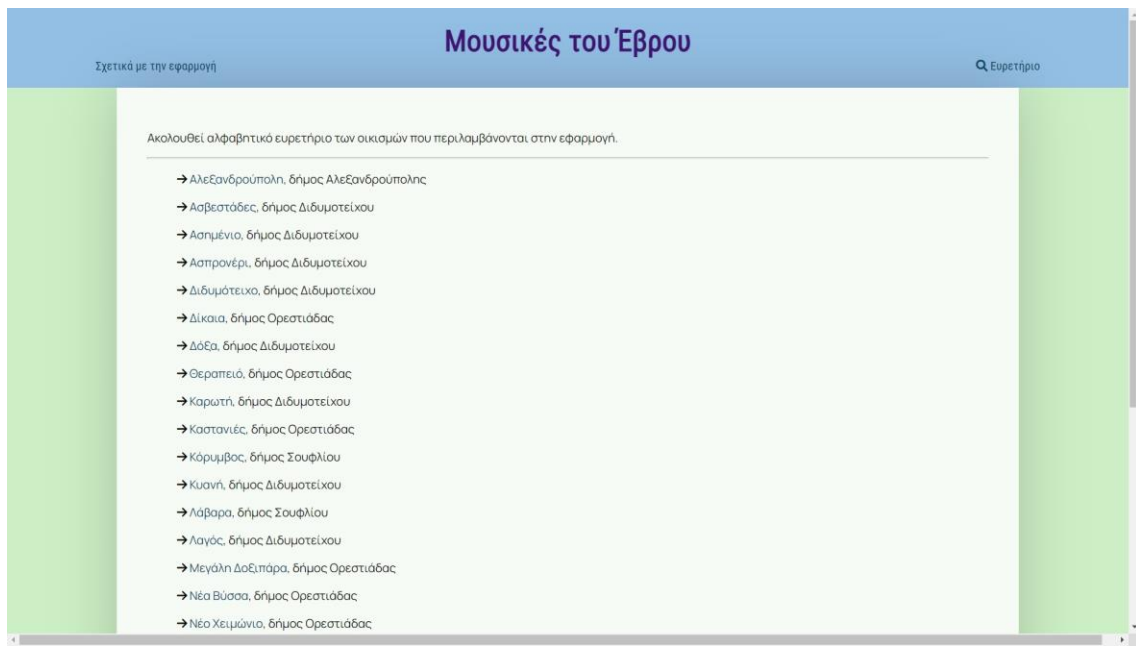 Μουσικές του Έβρου
Σχετικά με την εφαρμογή
Ευρετήριο
Ακολουθεί αλφαβητικό ευρετήριο των οικισμών που περιλαμβάνονται στην εφαρμογή.
→ Αλεξανδρούπολη, δήμος Αλεξανδρούπολης
→ Ασβεστάδες, δήμος Διδυμοτείχου
→ Ασημένιο, δήμος Διδυμοτείχου
→ Ασπρονέρι, δήμος Διδυμοτείχου
→ Διδυμότειχο, δήμος Διδυμοτείχου
→ Δίκαια, δήμος Ορεστιάδας
→ Δόξα, δήμος Διδυμοτείχου
→ Θεραπειό, δήμος Ορεστιάδας
→ Καρωτή, δήμος Διδυμοτείχου
→ Καστανιές, δήμος Ορεστιάδας
→ Κόρυμβος, δήμος Σουφλίου
→ Κυανή, δήμος Διδυμοτείχου
→ Λάβαρα, δήμος Σουφλίου
→ Λαγός, δήμος Διδυμοτείχου
→ Μεγάλη Δοξιπάρα, δήμος Ορεστιάδας
→ Νέα Βύσσα, δήμος Ορεστιάδας
→ Νέο Χειμώνιο, δήμος Ορεστιάδας